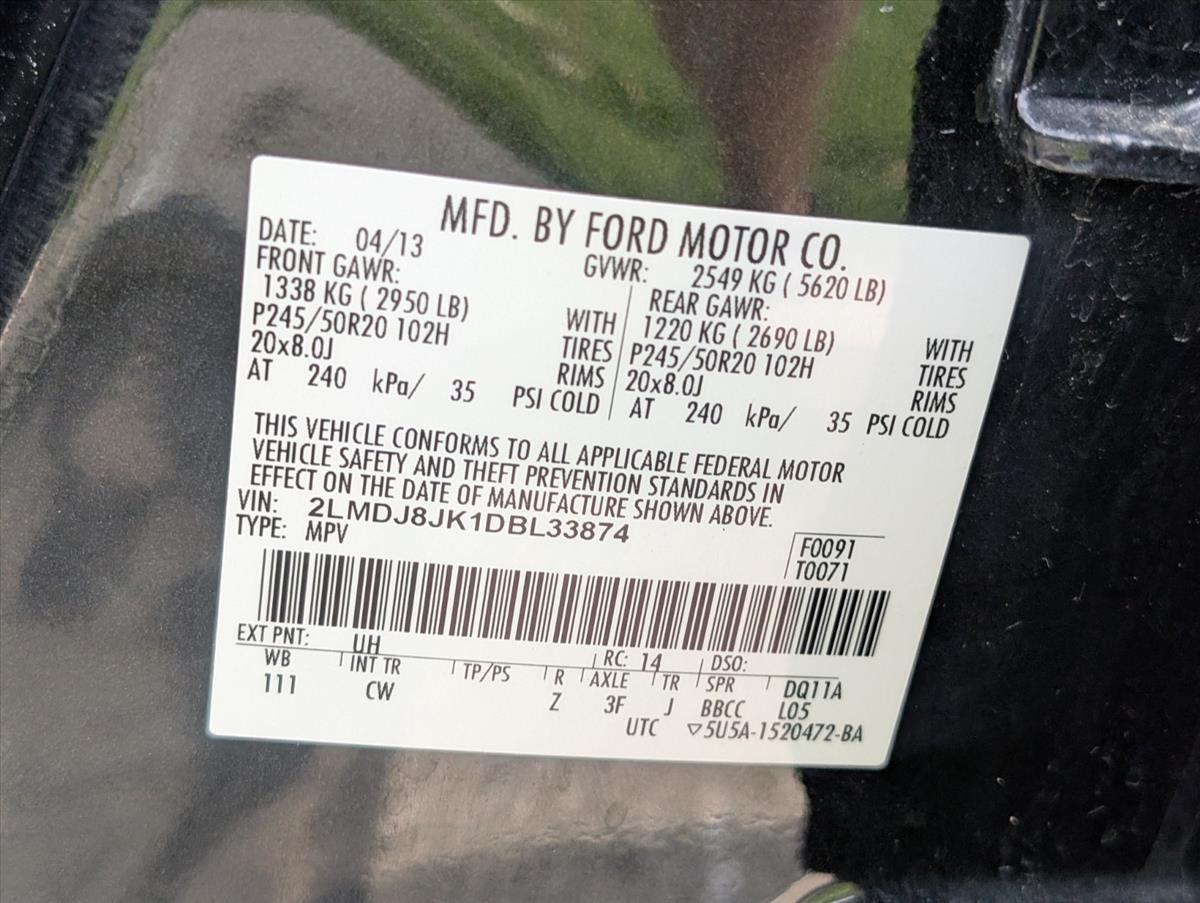 MFD. BY FORD MOTOR CO.
DATE: 04/13
GVWR: 2549 KG ( 5620 LB)
FRONT GAWR:
1338 KG ( 2950 LB) WITH
P245/50R20 102H TIRES
20x8.0J RIMS
AT 240 kPa/ 35 PSI COLD
REAR GAWR:
1220 KG ( 2690 LB) WITH
P245/50R20 102H TIRES
20x8.0J RIMS
AT 240 kPa/ 35 PSI COLD
THIS VEHICLE CONFORMS TO ALL APPLICABLE FEDERAL MOTOR
VEHICLE SAFETY AND THEFT PREVENTION STANDARDS IN
EFFECT ON THE DATE OF MANUFACTURE SHOWN ABOVE.
VIN: 2LMDJ8JK1DBL33874
TYPE: MPV
F0091
T0071
EXT PNT: UH RC: 14 DSO:
WB INT TR TP/PS R AXLE TR SPR DQ11A
111 CW Z 3F J BBCC L05
UTC ▽5U5A-1520472-BA